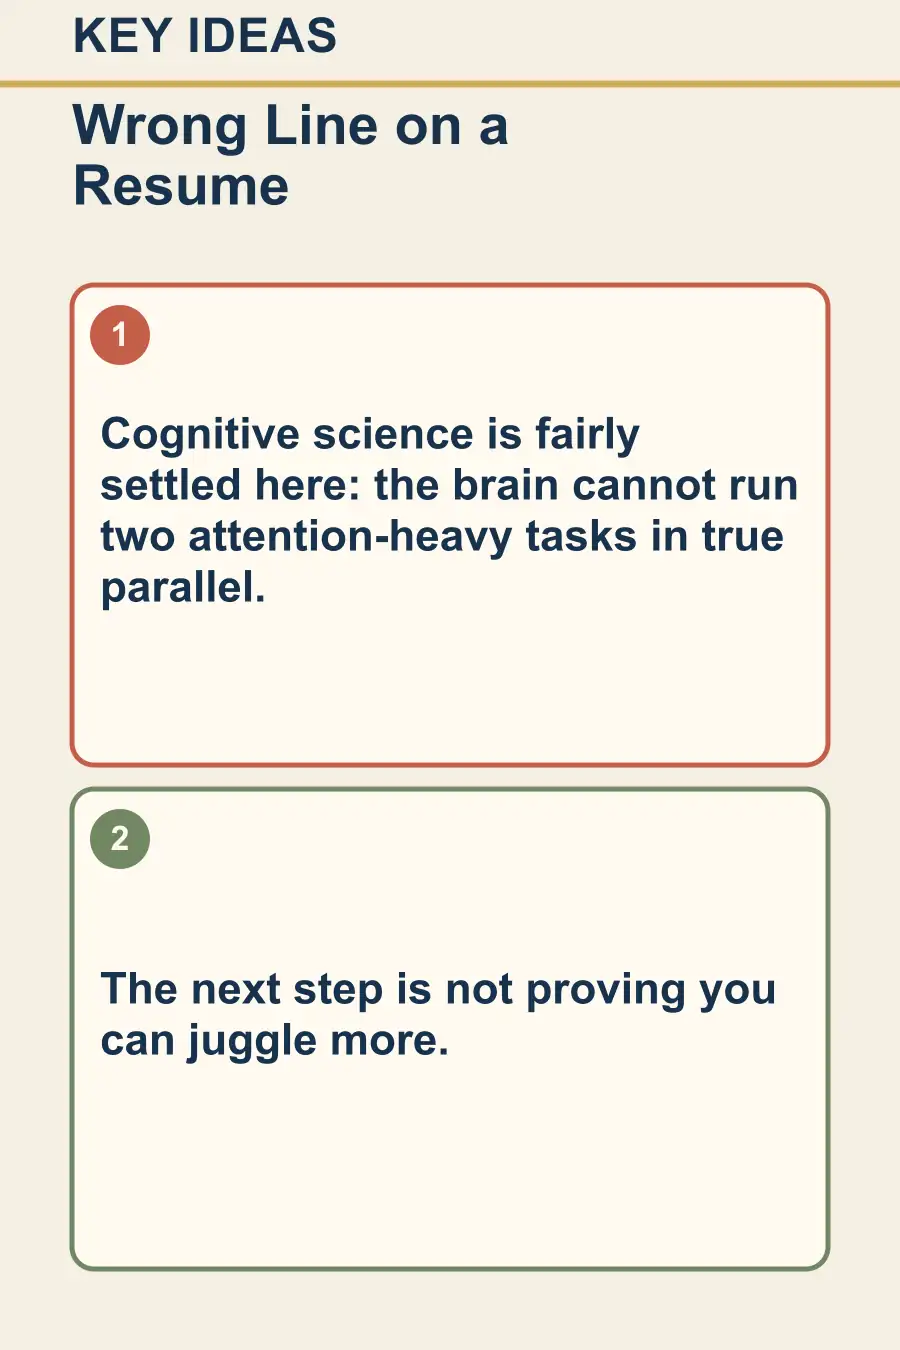 KEY IDEAS
Wrong Line on a
Resume
1
Cognitive science is fairly
settled here: the brain cannot run
two attention-heavy tasks in true
parallel.
2
The next step is not proving you
can juggle more.